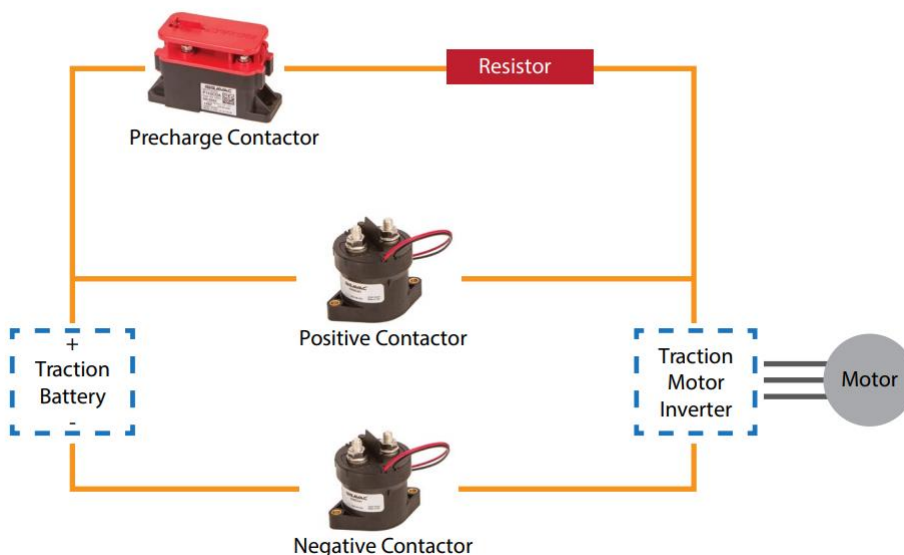 Resistor
Precharge Contactor
Positive Contactor
+
Traction
Battery
-
Traction
Motor
Inverter
Motor
Negative Contactor